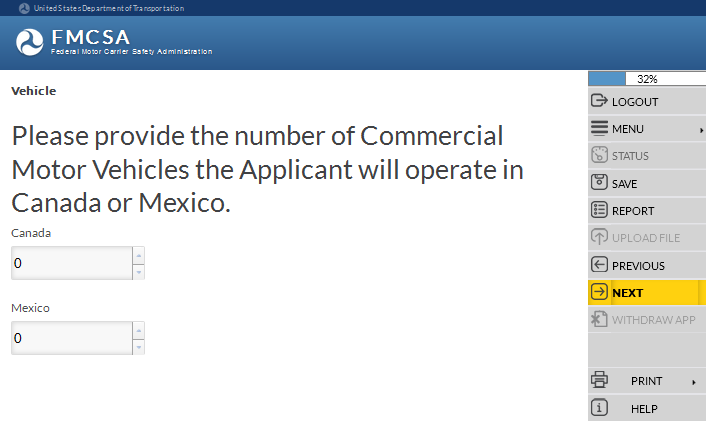 United States Department of Transportation
FMCSA
Federal Motor Carrier Safety Administration
Vehicle
Please provide the number of Commercial
Motor Vehicles the Applicant will operate in
Canada or Mexico.
Canada
0
Mexico
0
32%
LOGOUT
MENU
STATUS
SAVE
REPORT
UPLOAD FILE
PREVIOUS
NEXT
WITHDRAW APP
PRINT
HELP